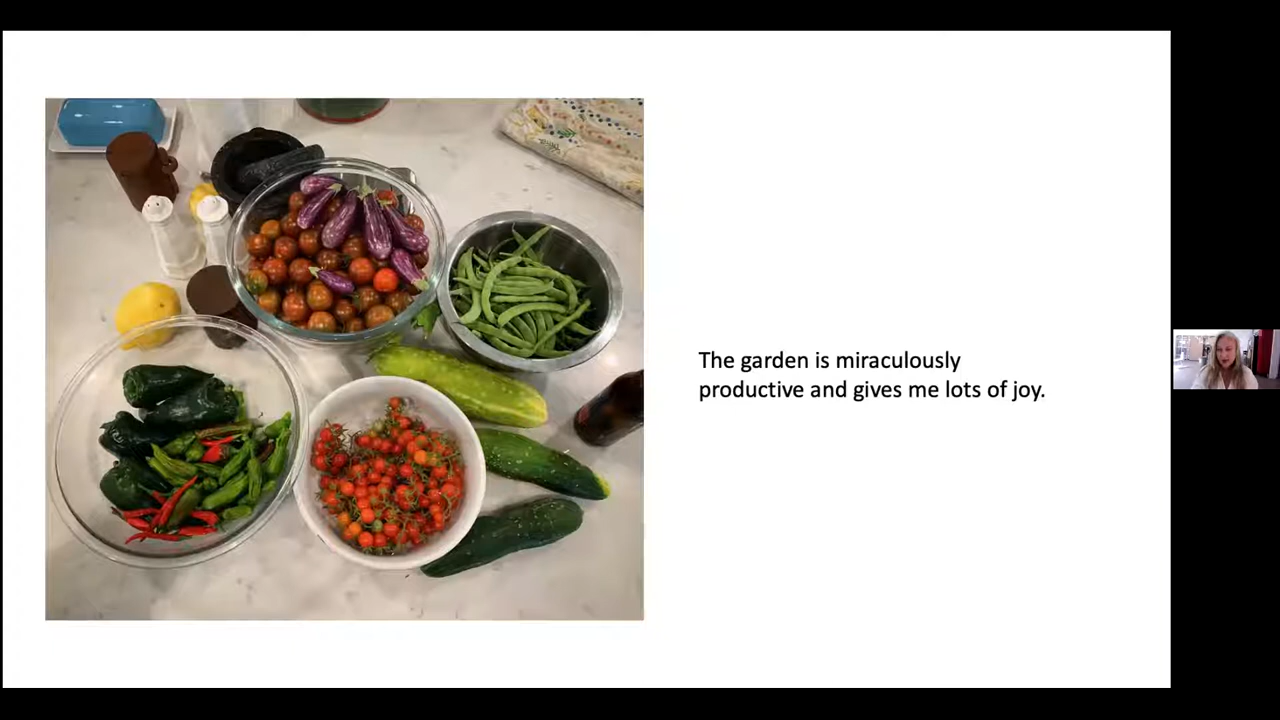 The garden is miraculously
productive and gives me lots of joy.